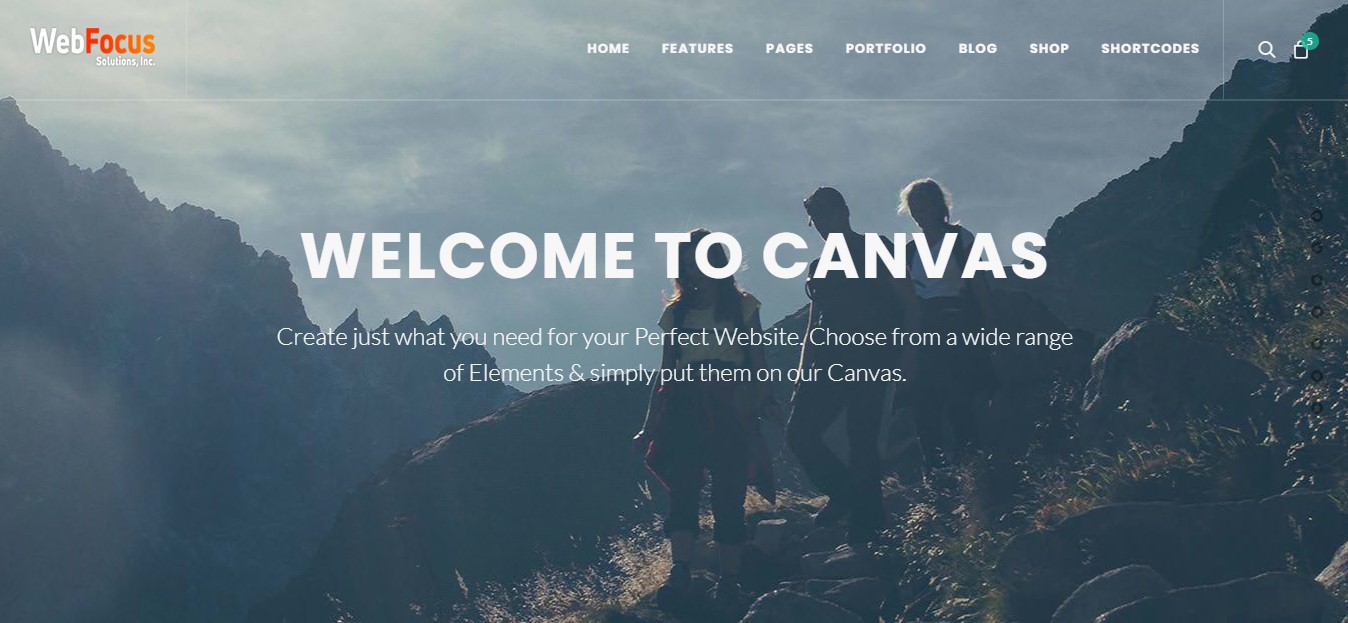 WebFocus
Solutions, Inc.
HOME FEATURES PAGES PORTFOLIO BLOG SHOP SHORTCODES
5
WELCOME TO CANVAS
Create just what you need for your Perfect Website. Choose from a wide range
of Elements & simply put them on our Canvas.